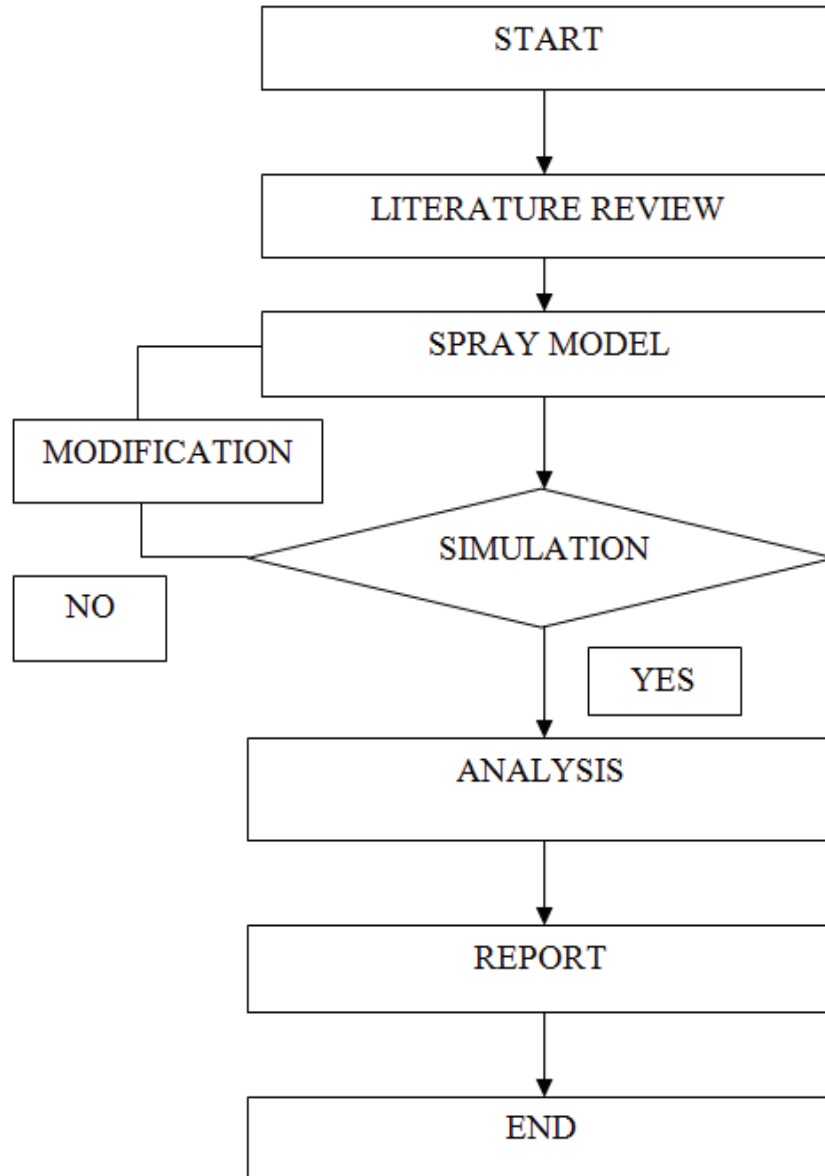 START
LITERATURE REVIEW
SPRAY MODEL
MODIFICATION
SIMULATION
NO
YES
ANALYSIS
REPORT
END